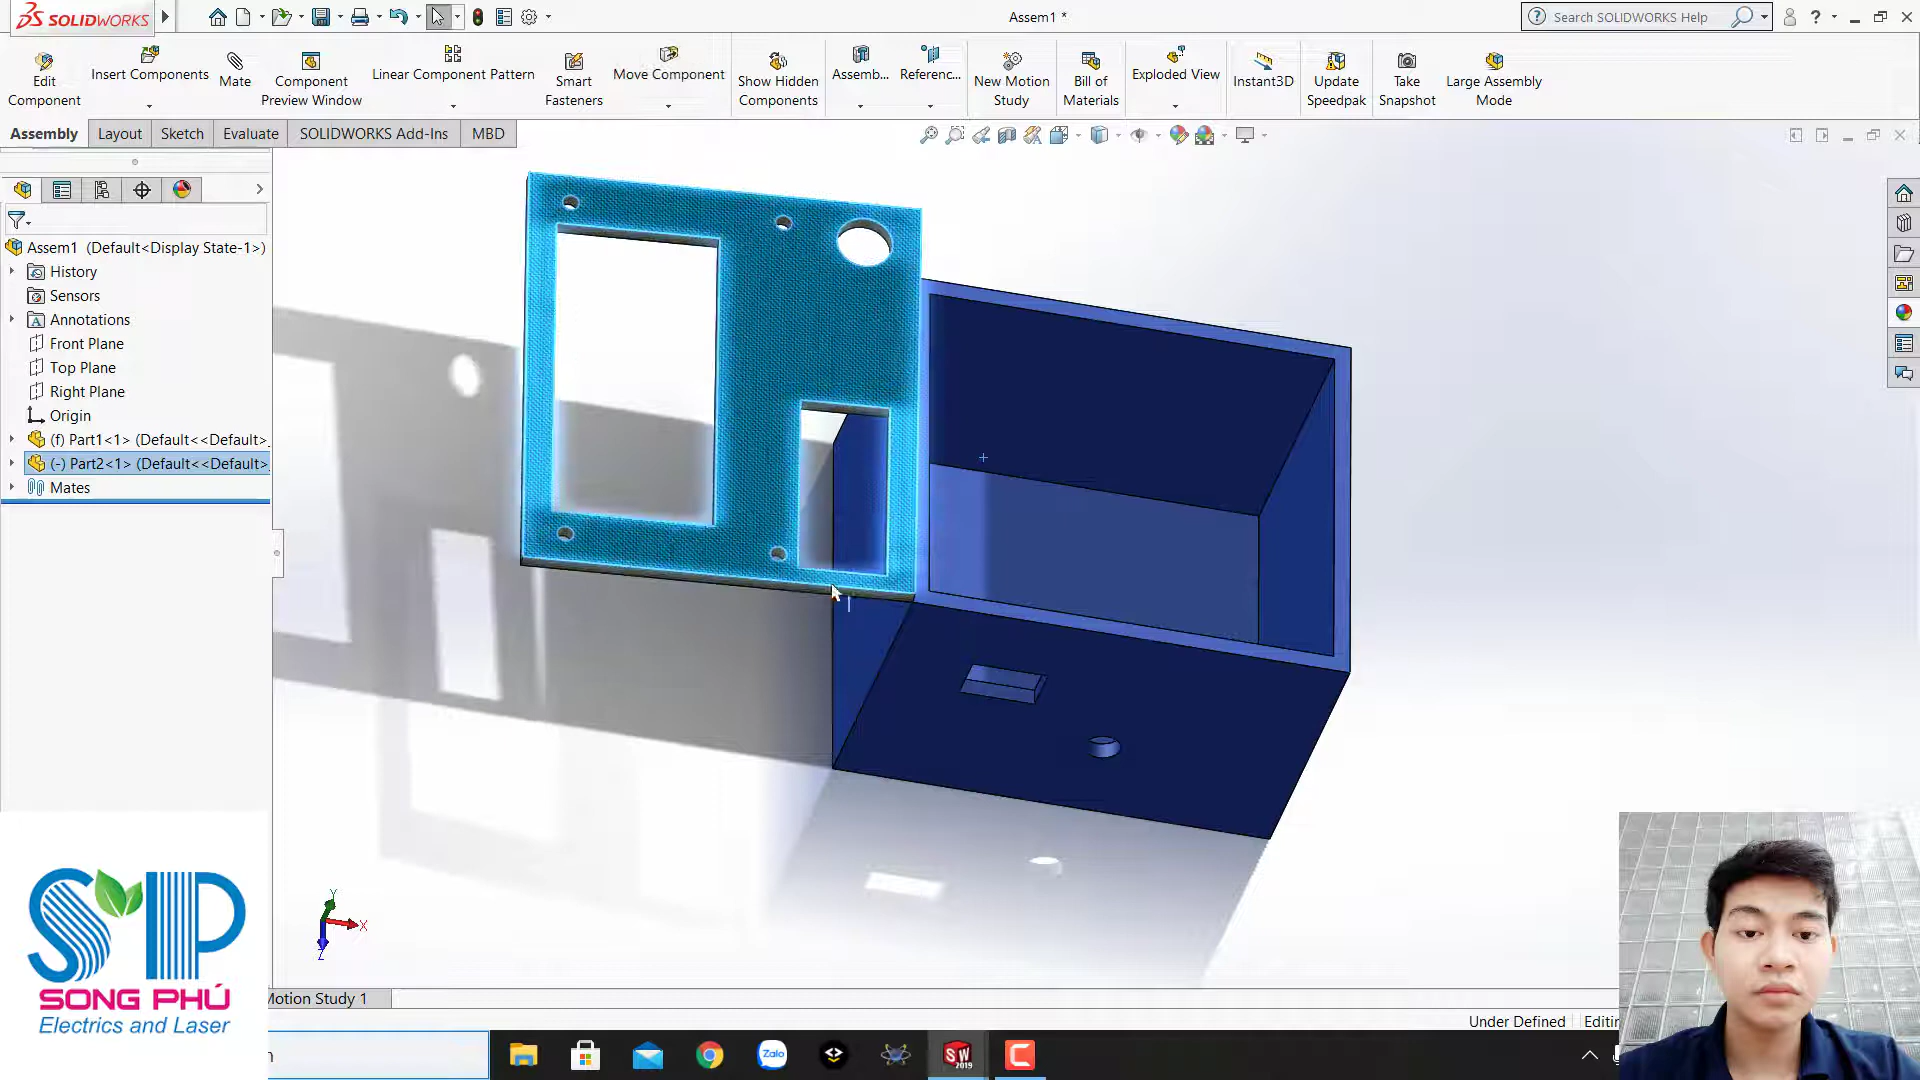 SOLIDWORKS
Assem1 *
Search SOLIDWORKS Help
Edit Component
Insert Components
Mate
Component Preview Window
Linear Component Pattern
Smart Fasteners
Move Component
Show Hidden Components
Assemb...
Referenc...
New Motion Study
Bill of Materials
Exploded View
Instant3D
Update Speedpak
Take Snapshot
Large Assembly Mode
Assembly
Layout
Sketch
Evaluate
SOLIDWORKS Add-Ins
MBD
Assem1 (Default<Display State-1>)
History
Sensors
Annotations
Front Plane
Top Plane
Right Plane
Origin
(f) Part1<1> (Default<<Default>
(-) Part2<1> (Default<<Default>
Mates
Y
X
Z
SONG PHÚ
Electrics and Laser
Motion Study 1
Under Defined
Editin
n
Zalo
SW
2019